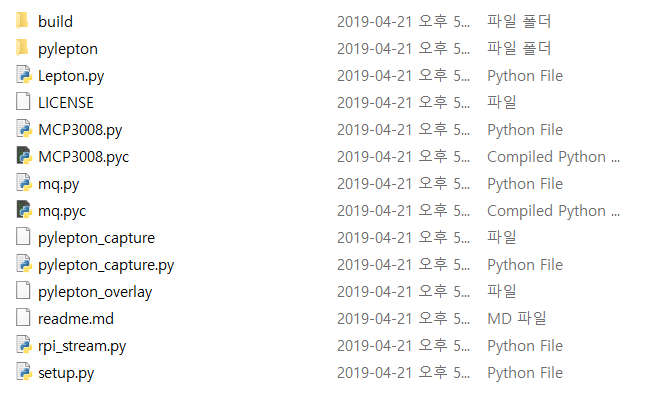 build 2019-04-21 오후 5... 파일 폴더
pylepton 2019-04-21 오후 5... 파일 폴더
Lepton.py 2019-04-21 오후 5... Python File
LICENSE 2019-04-21 오후 5... 파일
MCP3008.py 2019-04-21 오후 5... Python File
MCP3008.pyc 2019-04-21 오후 5... Compiled Python ...
mq.py 2019-04-21 오후 5... Python File
mq.pyc 2019-04-21 오후 5... Compiled Python ...
pylepton_capture 2019-04-21 오후 5... 파일
pylepton_capture.py 2019-04-21 오후 5... Python File
pylepton_overlay 2019-04-21 오후 5... 파일
readme.md 2019-04-21 오후 5... MD 파일
rpi_stream.py 2019-04-21 오후 5... Python File
setup.py 2019-04-21 오후 5... Python File